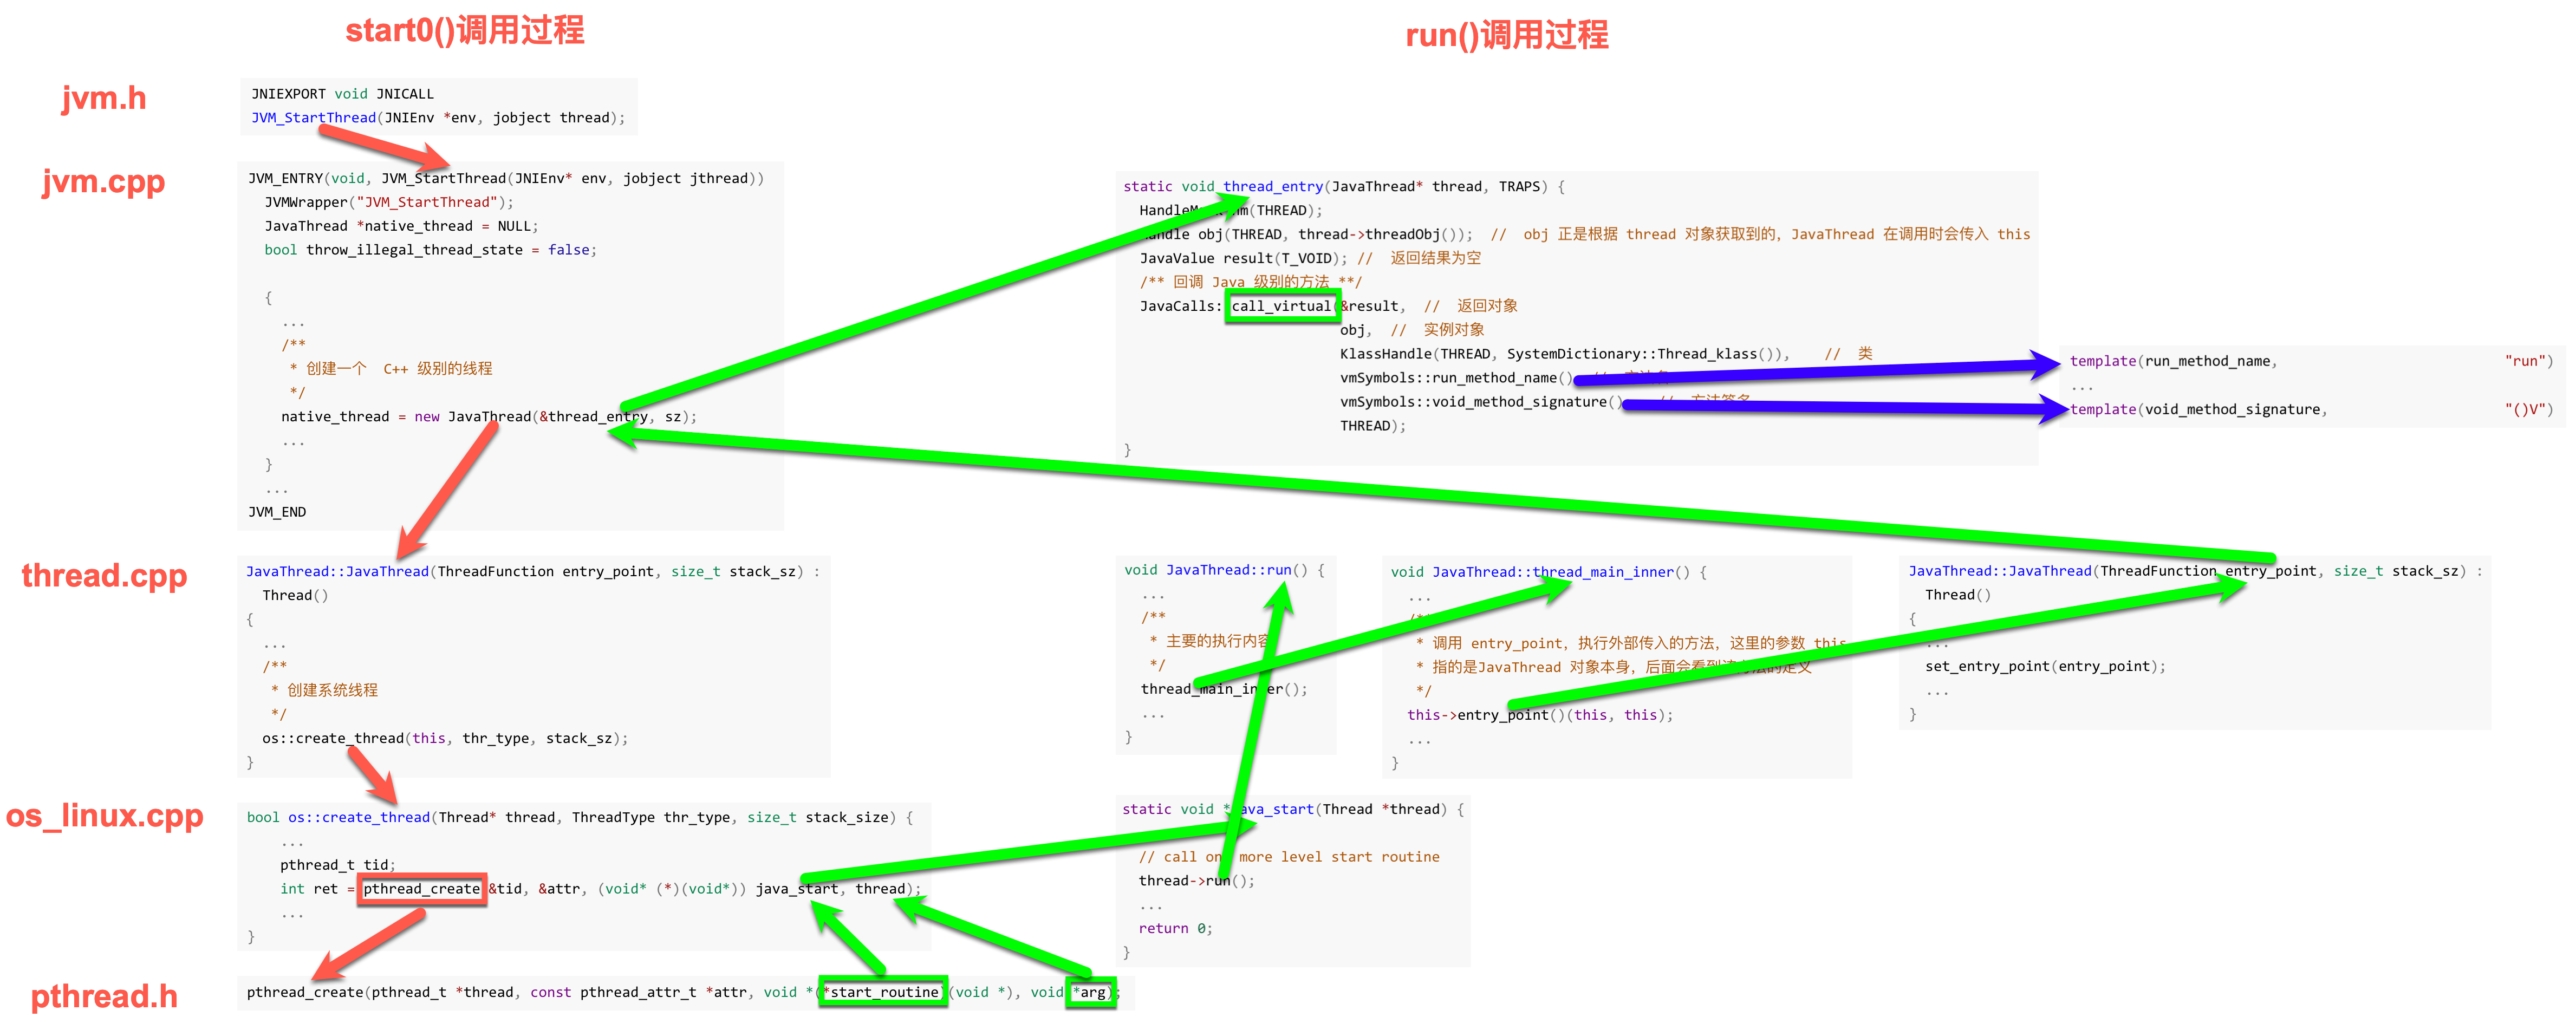 start0()调用过程
run()调用过程
jvm.h
JNIEXPORT void JNICALL
JVM_StartThread(JNIEnv *env, jobject thread);
jvm.cpp
JVM_ENTRY(void, JVM_StartThread(JNIEnv* env, jobject jthread))
JVMWrapper("JVM_StartThread");
JavaThread *native_thread = NULL;
bool throw_illegal_thread_state = false;
{
...
/**
* 创建一个 C++ 级别的线程
*/
native_thread = new JavaThread(&thread_entry, sz);
...
}
...
JVM_END
static void thread_entry(JavaThread* thread, TRAPS) {
(THREAD);
obj(THREAD, thread->threadObj()); // obj 正是根据 thread 对象获取到的，JavaThread 在调用时会传入 this
JavaValue result(T_VOID); // 返回结果为空
/** 回调 Java 级别的方法 **/
JavaCalls::call_virtual(&result, // 返回对象
obj, // 实例对象
KlassHandle(THREAD, SystemDictionary::Thread_klass()), // 类
vmSymbols::run_method_name(), //
vmSymbols::void_method_signature(), // 方法签名
THREAD);
}
template(run_method_name, "run")
...
template(void_method_signature, "()V")
thread.cpp
JavaThread::JavaThread(ThreadFunction entry_point, size_t stack_sz) :
Thread()
{
...
/**
* 创建系统线程
*/
os::create_thread(this, thr_type, stack_sz);
}
void JavaThread::run() {
...
/**
* 主要的执行内容
*/
thread_main_inner();
...
}
void JavaThread::thread_main_inner() {
...
/**
* 调用 entry_point，执行外部传入的方法，这里的参数 this
* 指的是JavaThread 对象本身，后面会看到该方法的定义
*/
this->entry_point()(this, this);
...
}
JavaThread::JavaThread(ThreadFunction entry_point, size_t stack_sz) :
Thread()
{
...
set_entry_point(entry_point);
...
}
os_linux.cpp
bool os::create_thread(Thread* thread, ThreadType thr_type, size_t stack_size) {
...
pthread_t tid;
int ret = pthread_create(&tid, &attr, (void* (*)(void*)) java_start, thread);
...
}
static void *java_start(Thread *thread) {
// call one more level start routine
thread->run();
...
return 0;
}
pthread.h
pthread_create(pthread_t *thread, const pthread_attr_t *attr, void *(*start_routine)(void *), void *arg);